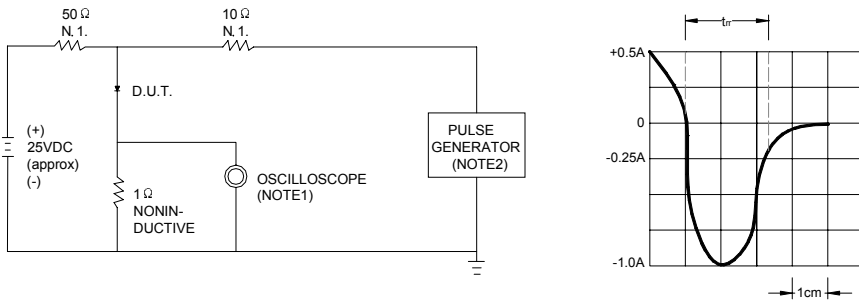 50 Ω
N. 1.
10 Ω
N. 1.
D.U.T.
(+)
25VDC
(approx)
(-)
1 Ω
NONIN-
DUCTIVE
OSCILLOSCOPE
(NOTE1)
PULSE
GENERATOR
(NOTE2)
trr
+0.5A
0
-0.25A
-1.0A
1cm